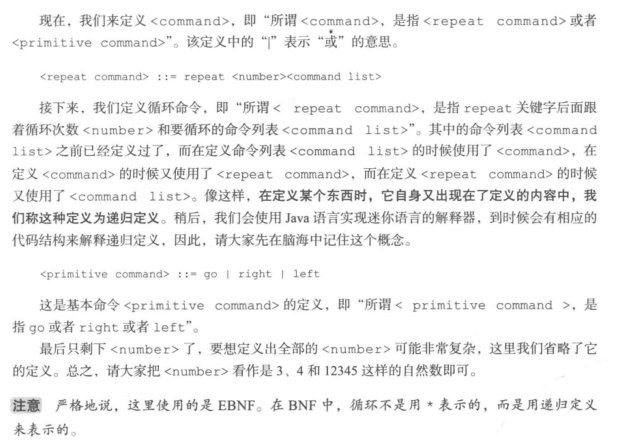 现在，我们来定义<command>，即“所谓<command>，是指<repeat command>或者
<primitive command>”。该定义中的“|”表示“或”的意思。
<repeat command> ::= repeat <number><command list>
接下来，我们定义循环命令，即“所谓< repeat command>，是指 repeat 关键字后面跟
着循环次数<number>和要循环的命令列表<command list>”。其中的命令列表<command
list>之前已经定义过了，而在定义命令列表<command list>的时候使用了<command>，在
定义<command>的时候又使用了<repeat command>，而在定义<repeat command>的时候
又使用了<command list>。像这样，在定义某个东西时，它自身又出现在了定义的内容中，我
们称这种定义为递归定义。稍后，我们会使用 Java 语言实现迷你语言的解释器，到时候会有相应的
代码结构来解释递归定义，因此，请大家先在脑海中记住这个概念。
<primitive command> ::= go | right | left
这是基本命令<primitive command>的定义，即“所谓< primitive command >，是
指 go 或者 right 或者 left”。
最后只剩下<number>了，要想定义出全部的<number>可能非常复杂，这里我们省略了它
的定义。总之，请大家把<number>看作是 3、4 和 12345 这样的自然数即可。
注意 严格地说，这里使用的是 EBNF。在 BNF 中，循环不是用 * 表示的，而是用递归定义
来表示的。